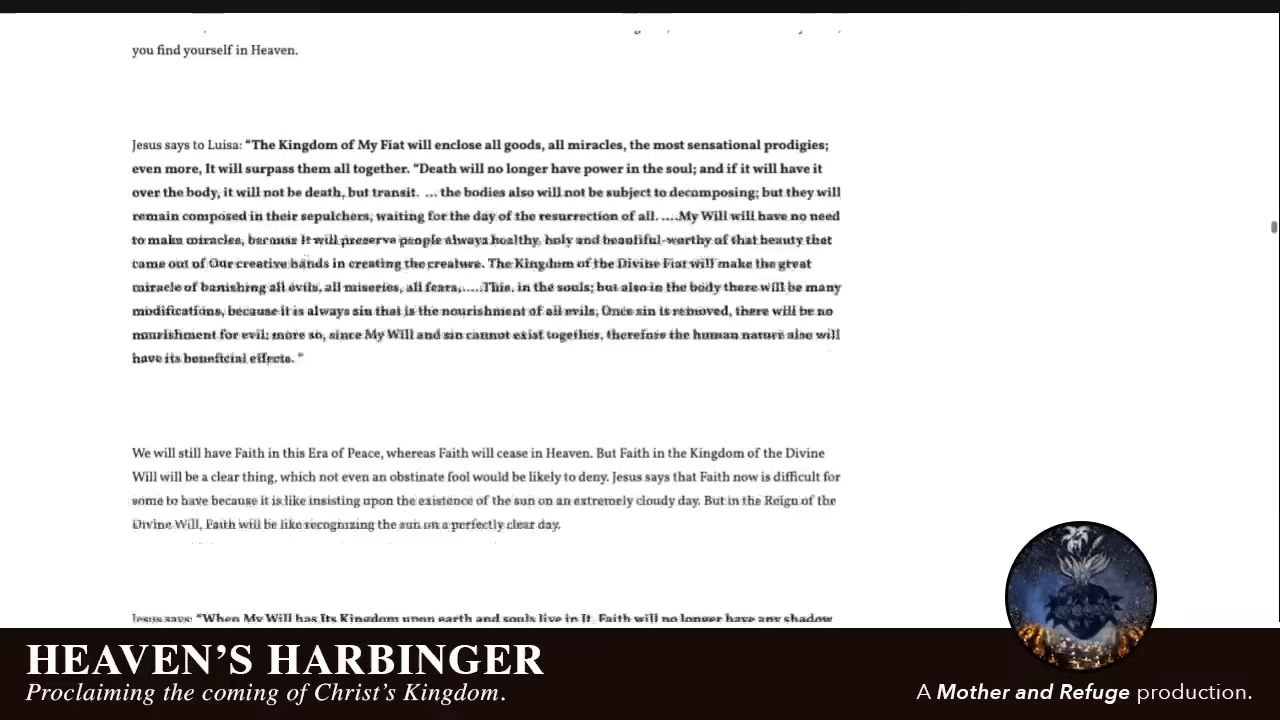 you find yourself in Heaven.
Jesus says to Luisa: “The Kingdom of My Fiat will enclose all goods, all miracles, the most sensational prodigies;
even more, It will surpass them all together. “Death will no longer have power in the soul; and if it will have it
over the body, it will not be death, but transit. … the bodies also will not be subject to decomposing; but they will
remain composed in their sepulchers, waiting for the day of the resurrection of all. ….My Will will have no need
to make miracles, because It will preserve people always healthy, holy and beautiful-worthy of that beauty that
came out of Our creative hands in creating the creature. The Kingdom of the Divine Fiat will make the great
miracle of banishing all evils, all miseries, all fears,.....This, in the souls; but also in the body there will be many
modifications, because it is always sin that is the nourishment of all evils, Once sin is removed, there will be no
nourishment for evil; more so, since My Will and sin cannot exist together, therefore the human nature also will
have its beneficial effects. ”
We will still have Faith in this Era of Peace, whereas Faith will cease in Heaven. But Faith in the Kingdom of the Divine
Will will be a clear thing, which not even an obstinate fool would be likely to deny. Jesus says that Faith now is difficult for
some to have because it is like insisting upon the existence of the sun on an extremely cloudy day. But in the Reign of the
Divine Will, Faith will be like recognizing the sun on a perfectly clear day.
Jesus says: “When My Will has Its Kingdom upon earth and souls live in It, Faith will no longer have any shadow
HEAVEN’S HARBINGER
Proclaiming the coming of Christ’s Kingdom.
A Mother and Refuge production.